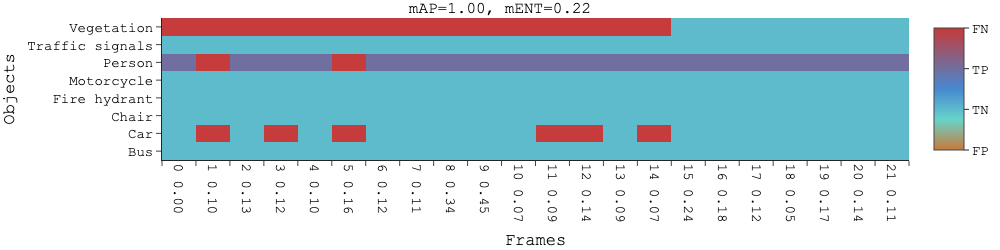 mAP=1.00, mENT=0.22
Objects
Vegetation
Traffic signals
Person
Motorcycle
Fire hydrant
Chair
Car
Bus
FN
TP
TN
FP
0 0.00
1 0.10
2 0.13
3 0.12
4 0.10
5 0.16
6 0.12
7 0.11
8 0.34
9 0.45
10 0.07
11 0.09
12 0.14
13 0.09
14 0.07
15 0.24
16 0.18
17 0.12
18 0.05
19 0.17
20 0.14
21 0.11
Frames